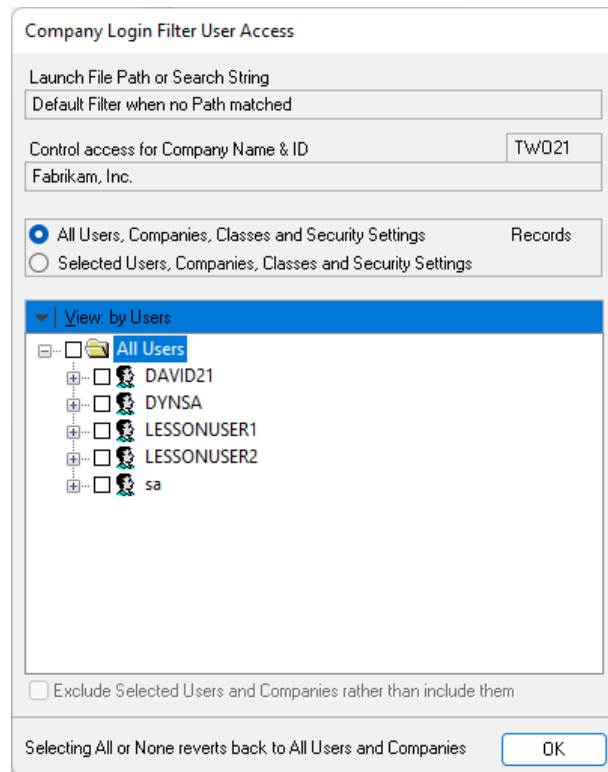 Company Login Filter User Access
Launch File Path or Search String
Default Filter when no Path matched
Control access for Company Name & ID TWO21
Fabrikam, Inc.
All Users, Companies, Classes and Security Settings Records
Selected Users, Companies, Classes and Security Settings
View: by Users
All Users
DAVID21
DYNSA
LESSONUSER1
LESSONUSER2
sa
Exclude Selected Users and Companies rather than include them
Selecting All or None reverts back to All Users and Companies OK